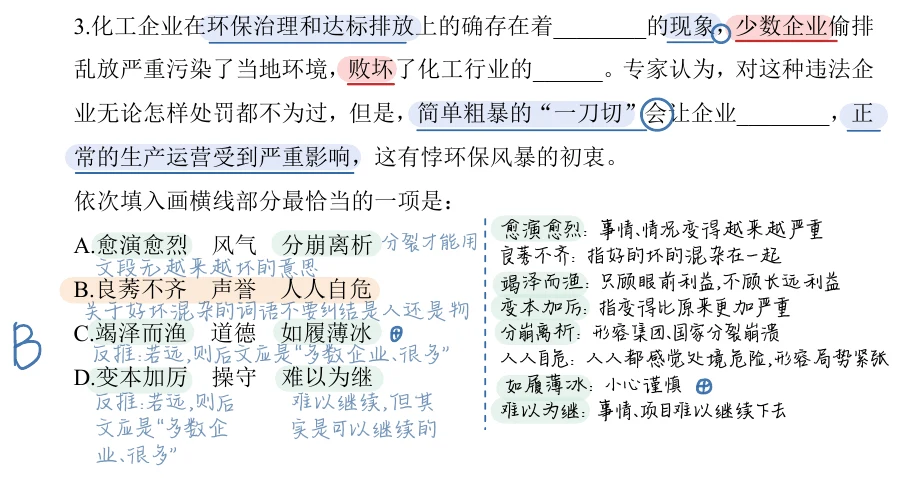 3.化工企业在环保治理和达标排放上的确存在着________的现象，少数企业偷排
乱放严重污染了当地环境，败坏了化工行业的______。专家认为，对这种违法企
业无论怎样处罚都不为过，但是，简单粗暴的“一刀切”会让企业________，正
常的生产运营受到严重影响，这有悖环保风暴的初衷。
依次填入画横线部分最恰当的一项是：
A.愈演愈烈 风气 分崩离析 分裂才能用
文段无越来越坏的意思
B.良莠不齐 声誉 人人自危
关于好坏混杂的词语不要纠结是人还是物
C.竭泽而渔 道德 如履薄冰 ⊕
反推:若远,则后文应是“多数企业、很多”
D.变本加厉 操守 难以为继
反推:若远,则后
文应是“多数企
业、很多”
难以继续,但其
实是可以继续的
B
愈演愈烈: 事情、情况变得越来越严重
良莠不齐: 指好的坏的混杂在一起
竭泽而渔: 只顾眼前利益,不顾长远利益
变本加厉: 指变得比原来更加严重
分崩离析: 形容集团、国家分裂崩溃
人人自危: 人人都感觉处境危险,形容局势紧张
如履薄冰: 小心谨慎 ⊕
难以为继: 事情、项目难以继续下去